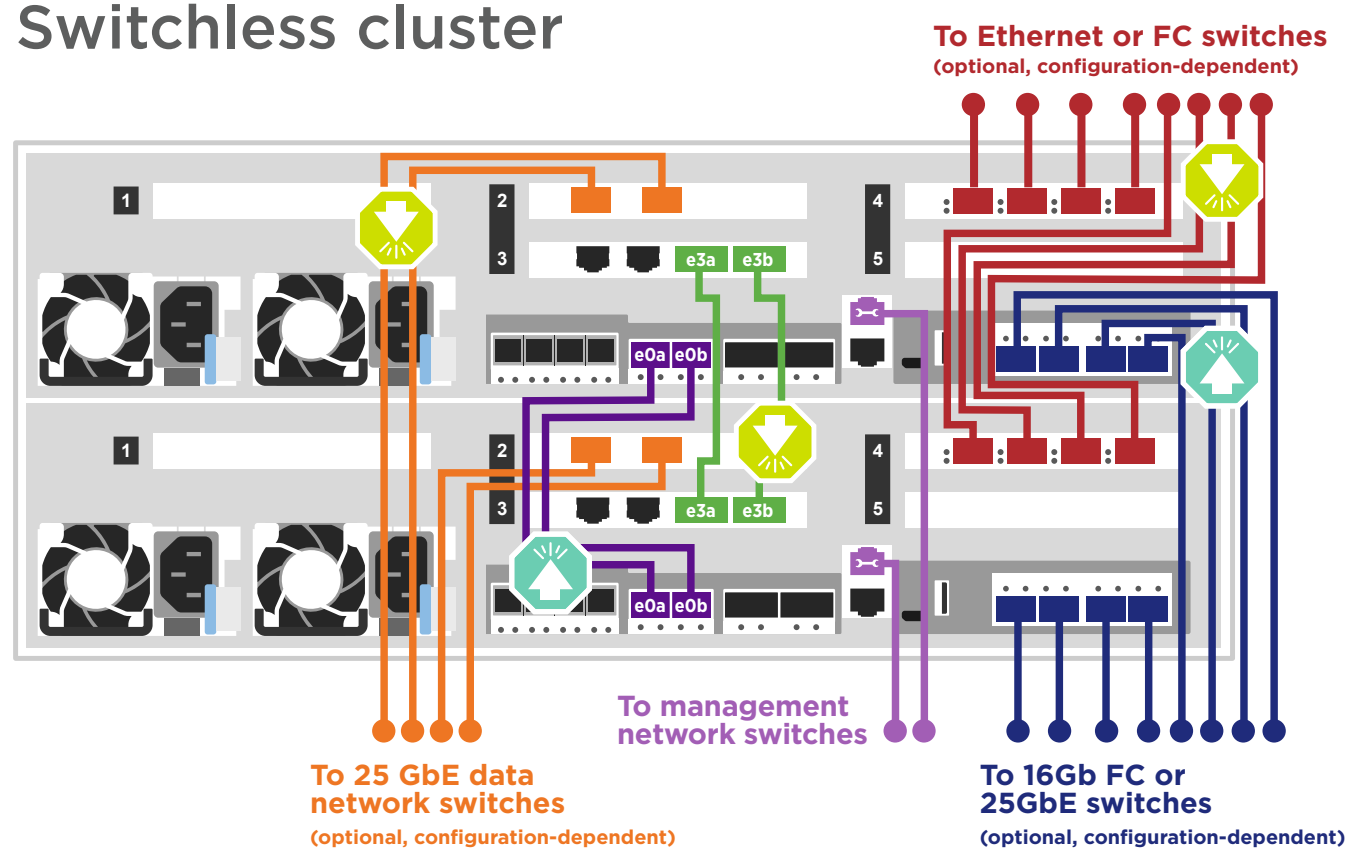 Switchless cluster
To Ethernet or FC switches
(optional, configuration-dependent)
1
2
4
3
e3a
e3b
5
e0a
e0b
1
2
4
3
e3a
e3b
5
e0a
e0b
To management
network switches
To 25 GbE data
network switches
(optional, configuration-dependent)
To 16Gb FC or
25GbE switches
(optional, configuration-dependent)